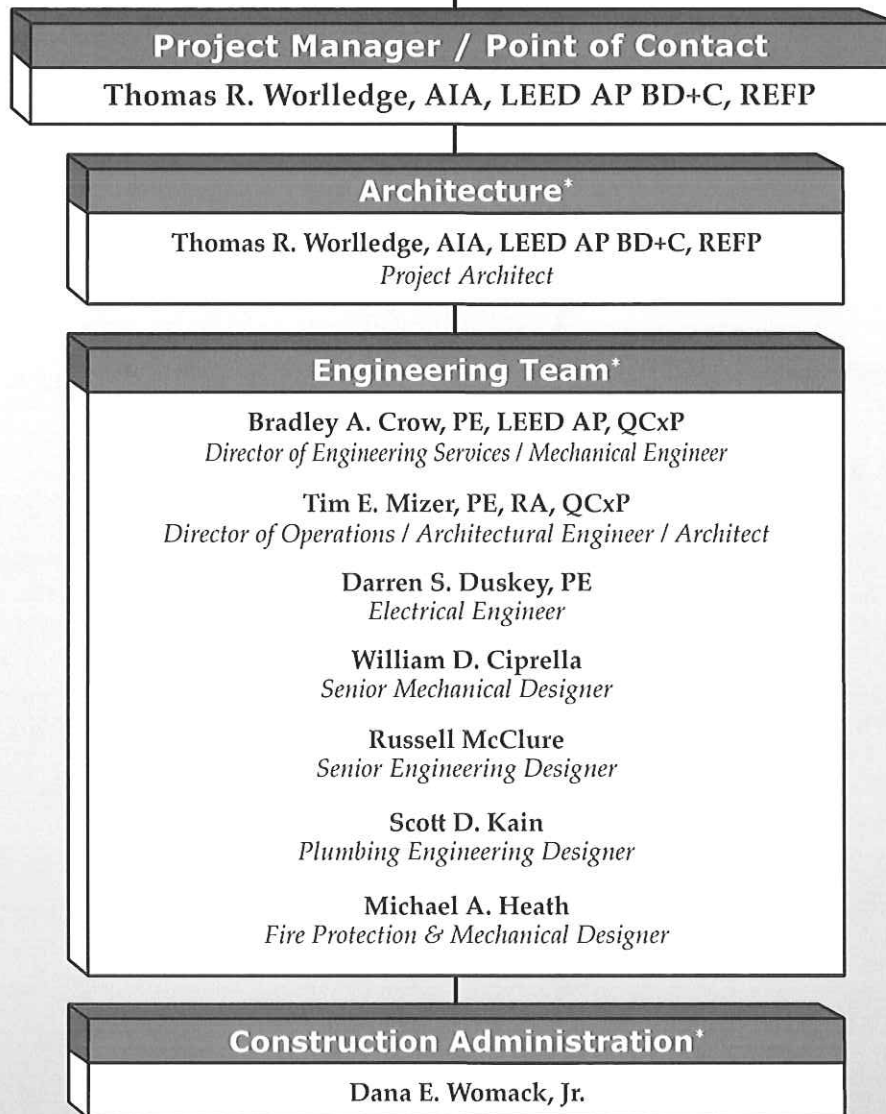 Project Manager / Point of Contact
Thomas R. Worlledge, AIA, LEED AP BD+C, REFP
Architecture*
Thomas R. Worlledge, AIA, LEED AP BD+C, REFP
Project Architect
Engineering Team*
Bradley A. Crow, PE, LEED AP, QCxP
Director of Engineering Services / Mechanical Engineer
Tim E. Mizer, PE, RA, QCxP
Director of Operations / Architectural Engineer / Architect
Darren S. Duskey, PE
Electrical Engineer
William D. Ciprella
Senior Mechanical Designer
Russell McClure
Senior Engineering Designer
Scott D. Kain
Plumbing Engineering Designer
Michael A. Heath
Fire Protection & Mechanical Designer
Construction Administration*
Dana E. Womack, Jr.